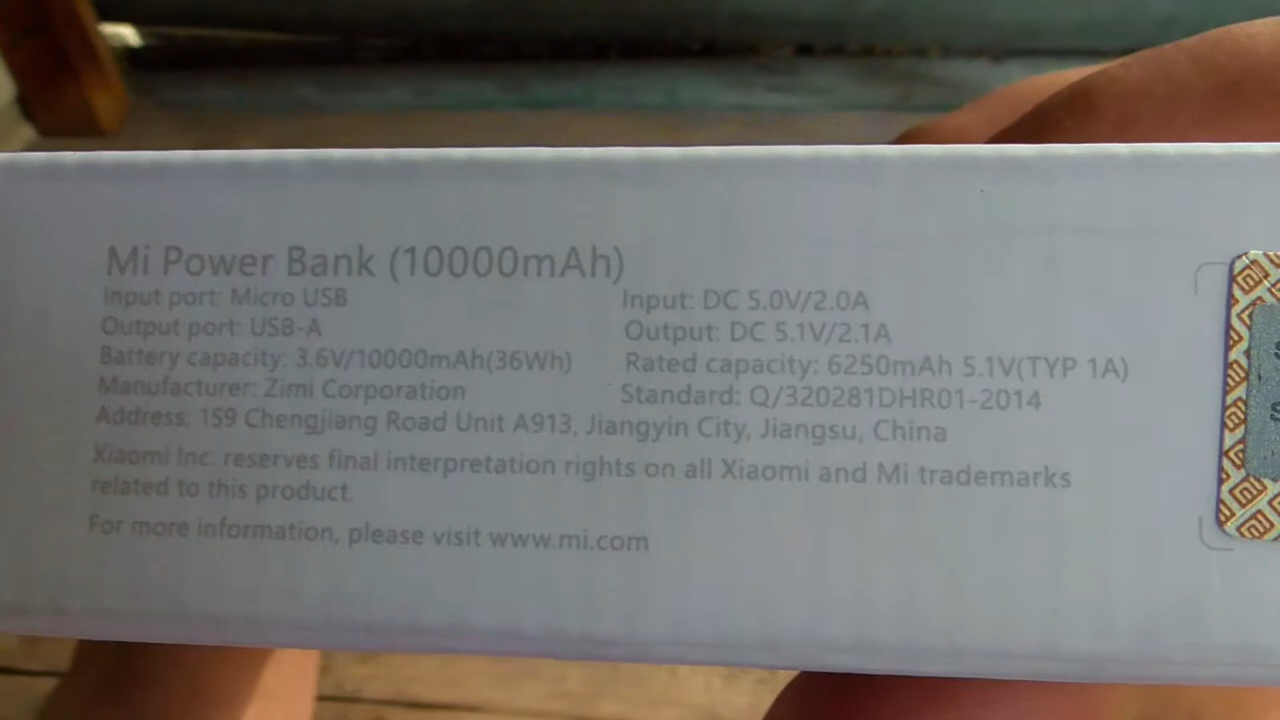 Mi Power Bank (10000mAh)
Input port: Micro USB
Input: DC 5.0V/2.0A
Output port: USB-A
Output: DC 5.1V/2.1A
Battery capacity: 3.6V/10000mAh(36Wh)
Rated capacity: 6250mAh 5.1V(TYP 1A)
Manufacturer: Zimi Corporation
Standard: Q/320281DHR01-2014
Address: 159 Chengjiang Road Unit A913, Jiangyin City, Jiangsu, China
Xiaomi Inc. reserves final interpretation rights on all Xiaomi and Mi trademarks
related to this product.
For more information, please visit www.mi.com